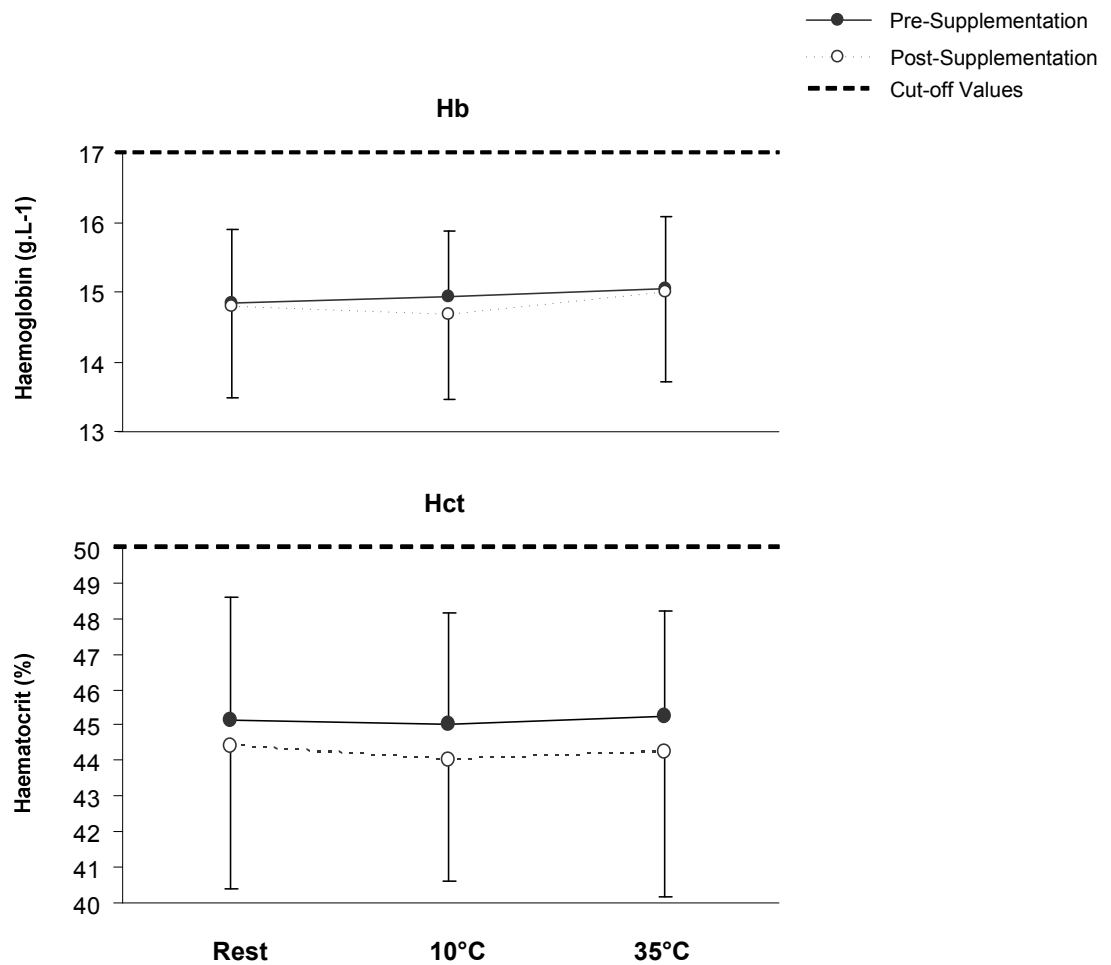 Pre-Supplementation
Post-Supplementation
Cut-off Values
Hb
Haemoglobin (g.L-1)
17
16
15
14
13
Hct
Haematocrit (%)
50
49
48
47
46
45
44
43
42
41
40
Rest 10°C 35°C